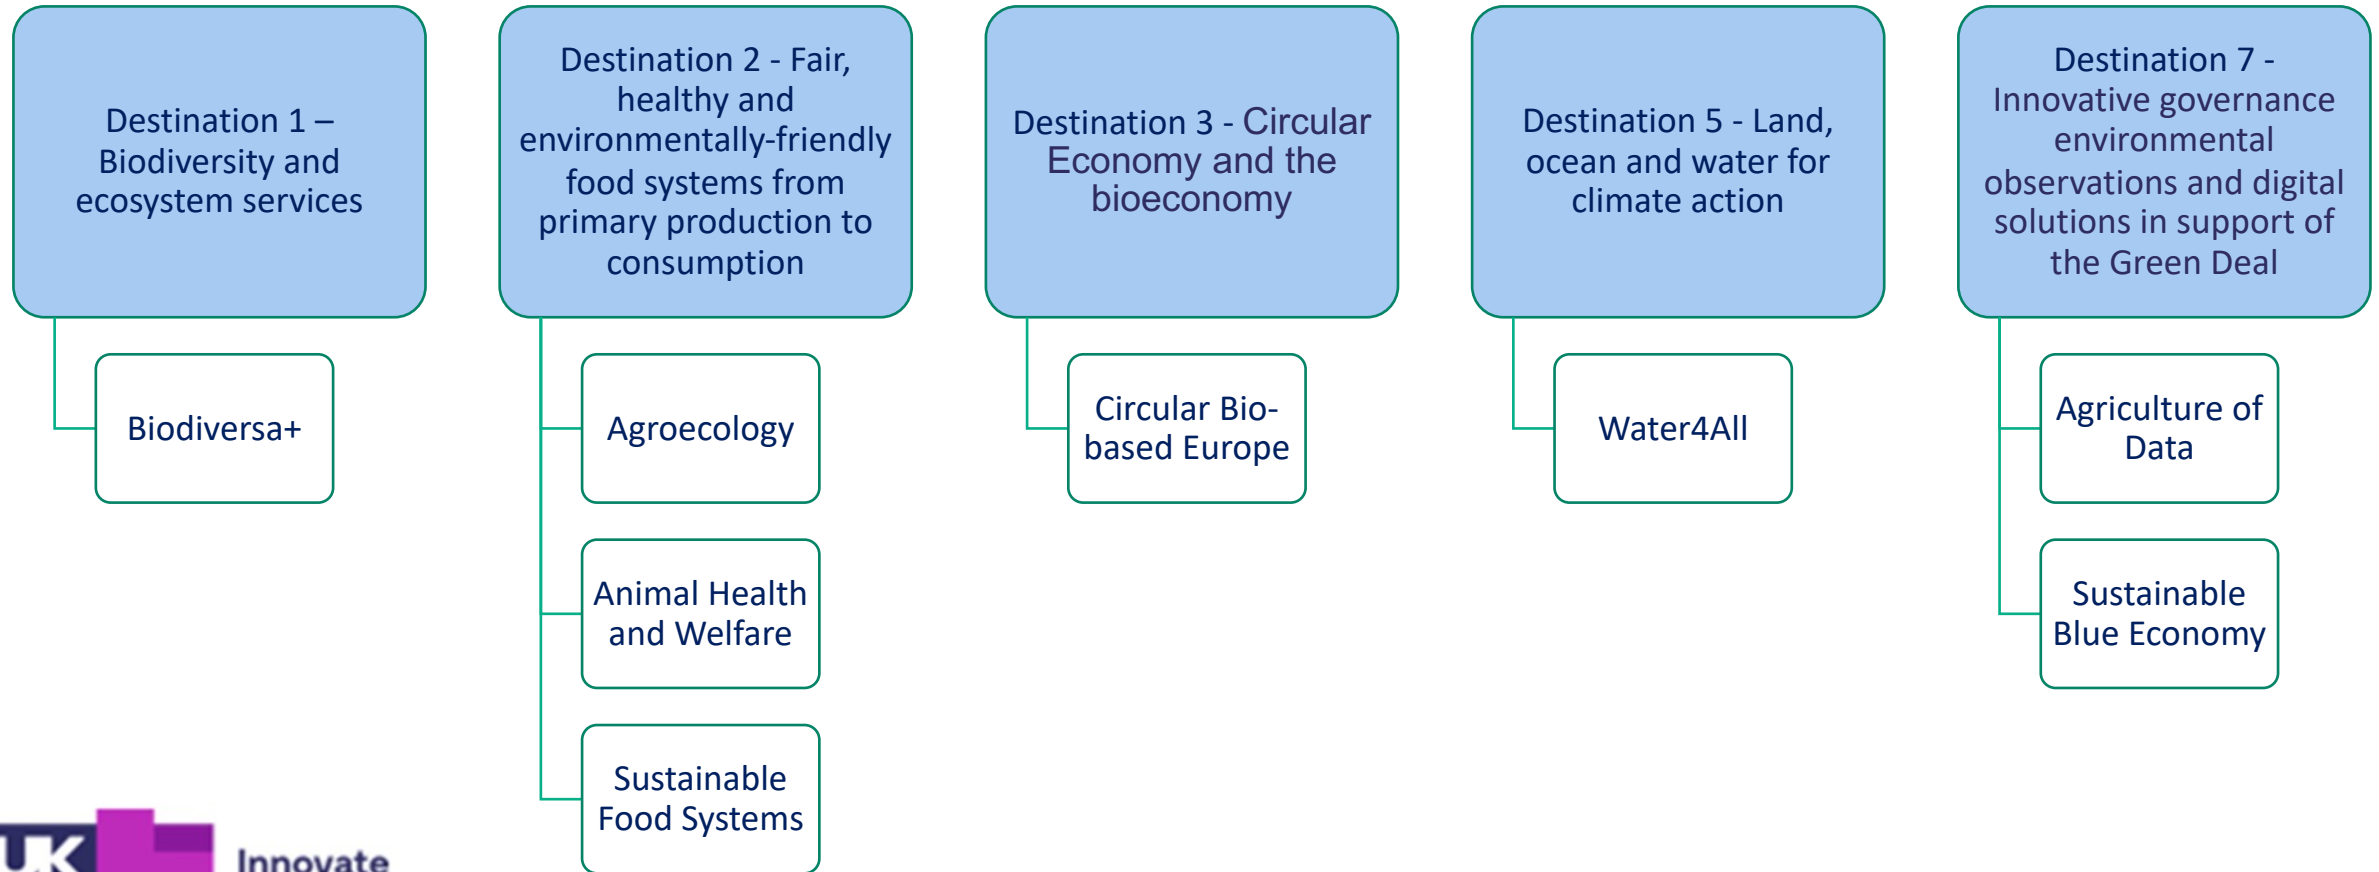 Destination 1 –
Biodiversity and
ecosystem services
Biodiversa+
Destination 2 - Fair,
healthy and
environmentally-friendly
food systems from
primary production to
consumption
Agroecology
Animal Health
and Welfare
Sustainable
Food Systems
Destination 3 - Circular
Economy and the
bioeconomy
Circular Bio-
based Europe
Destination 5 - Land,
ocean and water for
climate action
Water4All
Destination 7 -
Innovative governance
environmental
observations and digital
solutions in support of
the Green Deal
Agriculture of
Data
Sustainable
Blue Economy
UK
Innovate